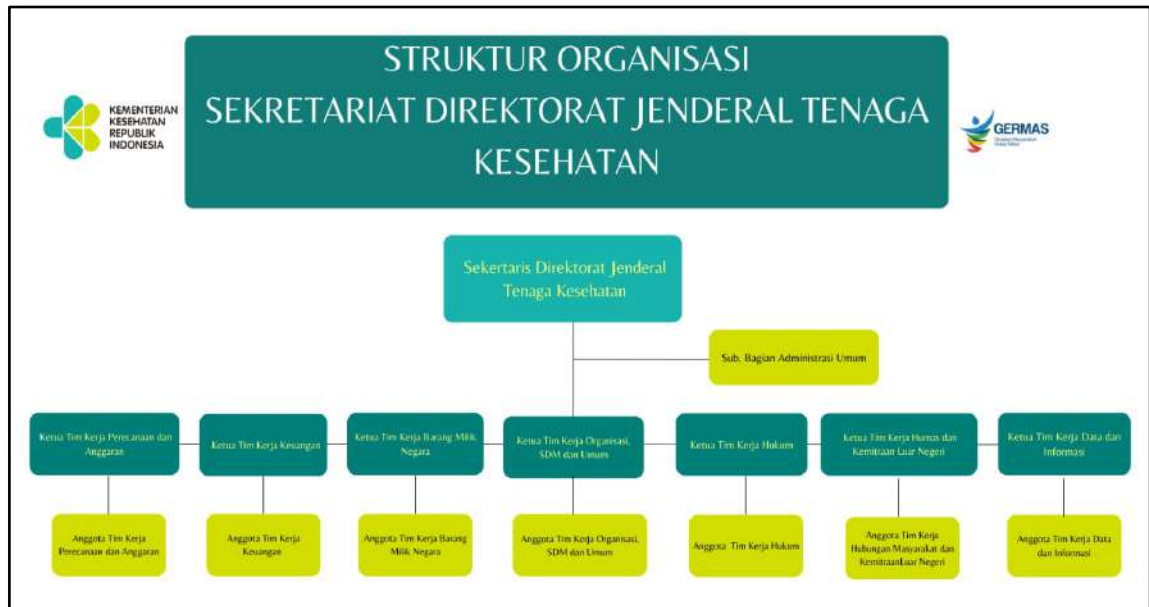 STRUKTUR ORGANISASI
SEKRETARIAT DIREKTORAT JENDERAL TENAGA
KESEHATAN
KEMENTERIAN
KESEHATAN
REPUBLIK
INDONESIA
GERMAS
Sekertaris Direktorat Jenderal
Tenaga Kesehatan
Sub. Bagian Administrasi Umum
Ketua Tim Kerja Perecanaan dan
Anggaran
Ketua Tim Kerja Keuangan
Ketua Tim Kerja Barang Milik
Negara
Ketua Tim Kerja Organisasi,
SDM dan Umum
Ketua Tim Kerja Hukum
Ketua Tim Kerja Humas dan
Kemitraan Luar Negeri
Ketua Tim Kerja Data dan
Informasi
Anggota Tim Kerja
Perecanaan dan Anggaran
Anggota Tim Kerja
Keuangan
Anggota Tim Kerja Barang
Milik Negara
Anggota Tim Kerja Organisasi,
SDM dan Umum
Anggota Tim Kerja Hukum
Anggota Tim Kerja
Hubungan Masyarakat dan
KemitraanLuar Negeri
Anggota Tim Kerja Data
dan Informasi